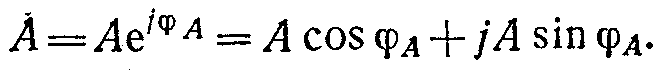 Ȧ=Ae^{jφ_A}=A cos φ_A+jA sin φ_A.